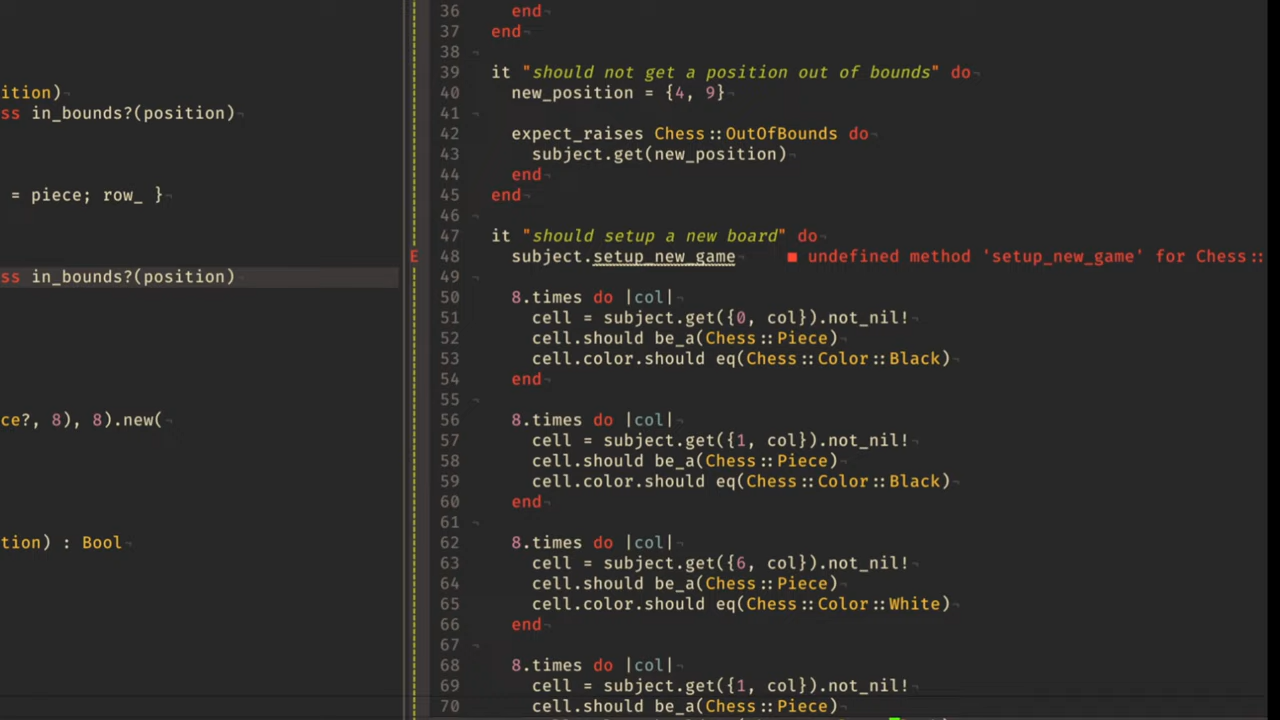 ition)
ss in_bounds?(position)
= piece; row_ }
ss in_bounds?(position)
ce?, 8), 8).new(
tion) : Bool
36 end
37 end
38
39 it "should not get a position out of bounds" do
40 new_position = {4, 9}
41
42 expect_raises Chess::OutOfBounds do
43 subject.get(new_position)
44 end
45 end
46
47 it "should setup a new board" do
E 48 subject.setup_new_game ■ undefined method 'setup_new_game' for Chess::
49
50 8.times do |col|
51 cell = subject.get({0, col}).not_nil!
52 cell.should be_a(Chess::Piece)
53 cell.color.should eq(Chess::Color::Black)
54 end
55
56 8.times do |col|
57 cell = subject.get({1, col}).not_nil!
58 cell.should be_a(Chess::Piece)
59 cell.color.should eq(Chess::Color::Black)
60 end
61
62 8.times do |col|
63 cell = subject.get({6, col}).not_nil!
64 cell.should be_a(Chess::Piece)
65 cell.color.should eq(Chess::Color::White)
66 end
67
68 8.times do |col|
69 cell = subject.get({1, col}).not_nil!
70 cell.should be_a(Chess::Piece)